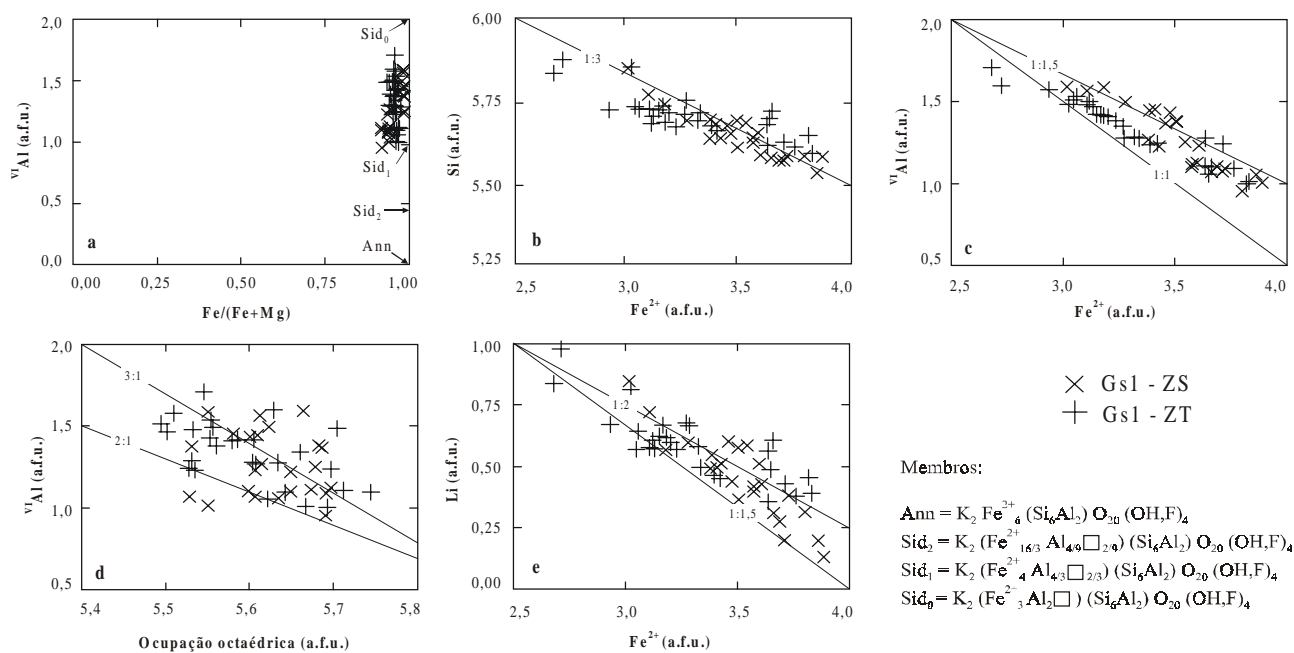 2,0
1,5
1,0
0,5
0,0
ⱽᴵAl (a.f.u.)
Sid₀
Sid₁
Sid₂
Ann
a
0,00 0,25 0,50 0,75 1,00
Fe/(Fe+Mg)
6,00
5,75
5,50
5,25
Si (a.f.u.)
1:3
b
2,5 3,0 3,5 4,0
Fe²⁺ (a.f.u.)
2,0
1,5
1,0
0,5
ⱽᴵAl (a.f.u.)
1:1,5
1:1
c
2,5 3,0 3,5 4,0
Fe²⁺ (a.f.u.)
2,0
1,5
1,0
0,5
ⱽᴵAl (a.f.u.)
3:1
2:1
d
5,4 5,5 5,6 5,7 5,8
Ocupação octaédrica (a.f.u.)
1,00
0,75
0,50
0,25
0,00
Li (a.f.u.)
1:2
1:1,5
e
2,5 3,0 3,5 4,0
Fe²⁺ (a.f.u.)
Gs1 - ZS
Gs1 - ZT
Membros:
Ann = K₂ Fe²⁺₆ (Si₆Al₂) O₂₀ (OH,F)₄
Sid₂ = K₂ (Fe²⁺₁₆/₃ Al₄/₉□₂/₉) (Si₆Al₂) O₂₀ (OH,F)₄
Sid₁ = K₂ (Fe²⁺₄ Al₄/₃□₂/₃) (Si₆Al₂) O₂₀ (OH,F)₄
Sid₀ = K₂ (Fe²⁻₃ Al₂□ ) (Si₆Al₂) O₂₀ (OH,F)₄